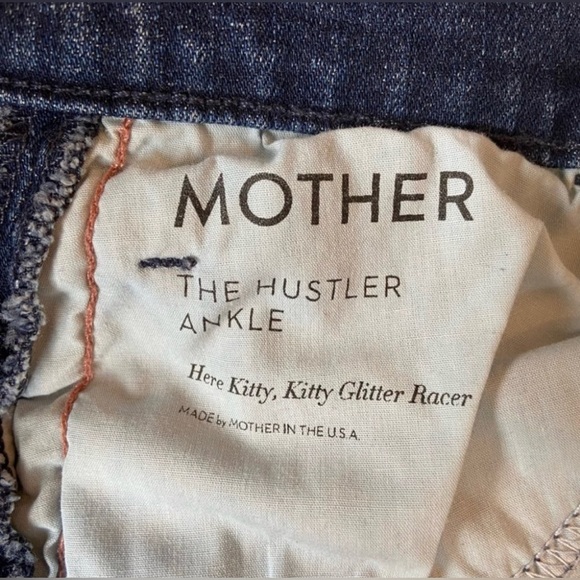 MOTHER
THE HUSTLER
ANKLE
Here Kitty, Kitty Glitter Racer
MADE by MOTHER IN THE U.S.A.